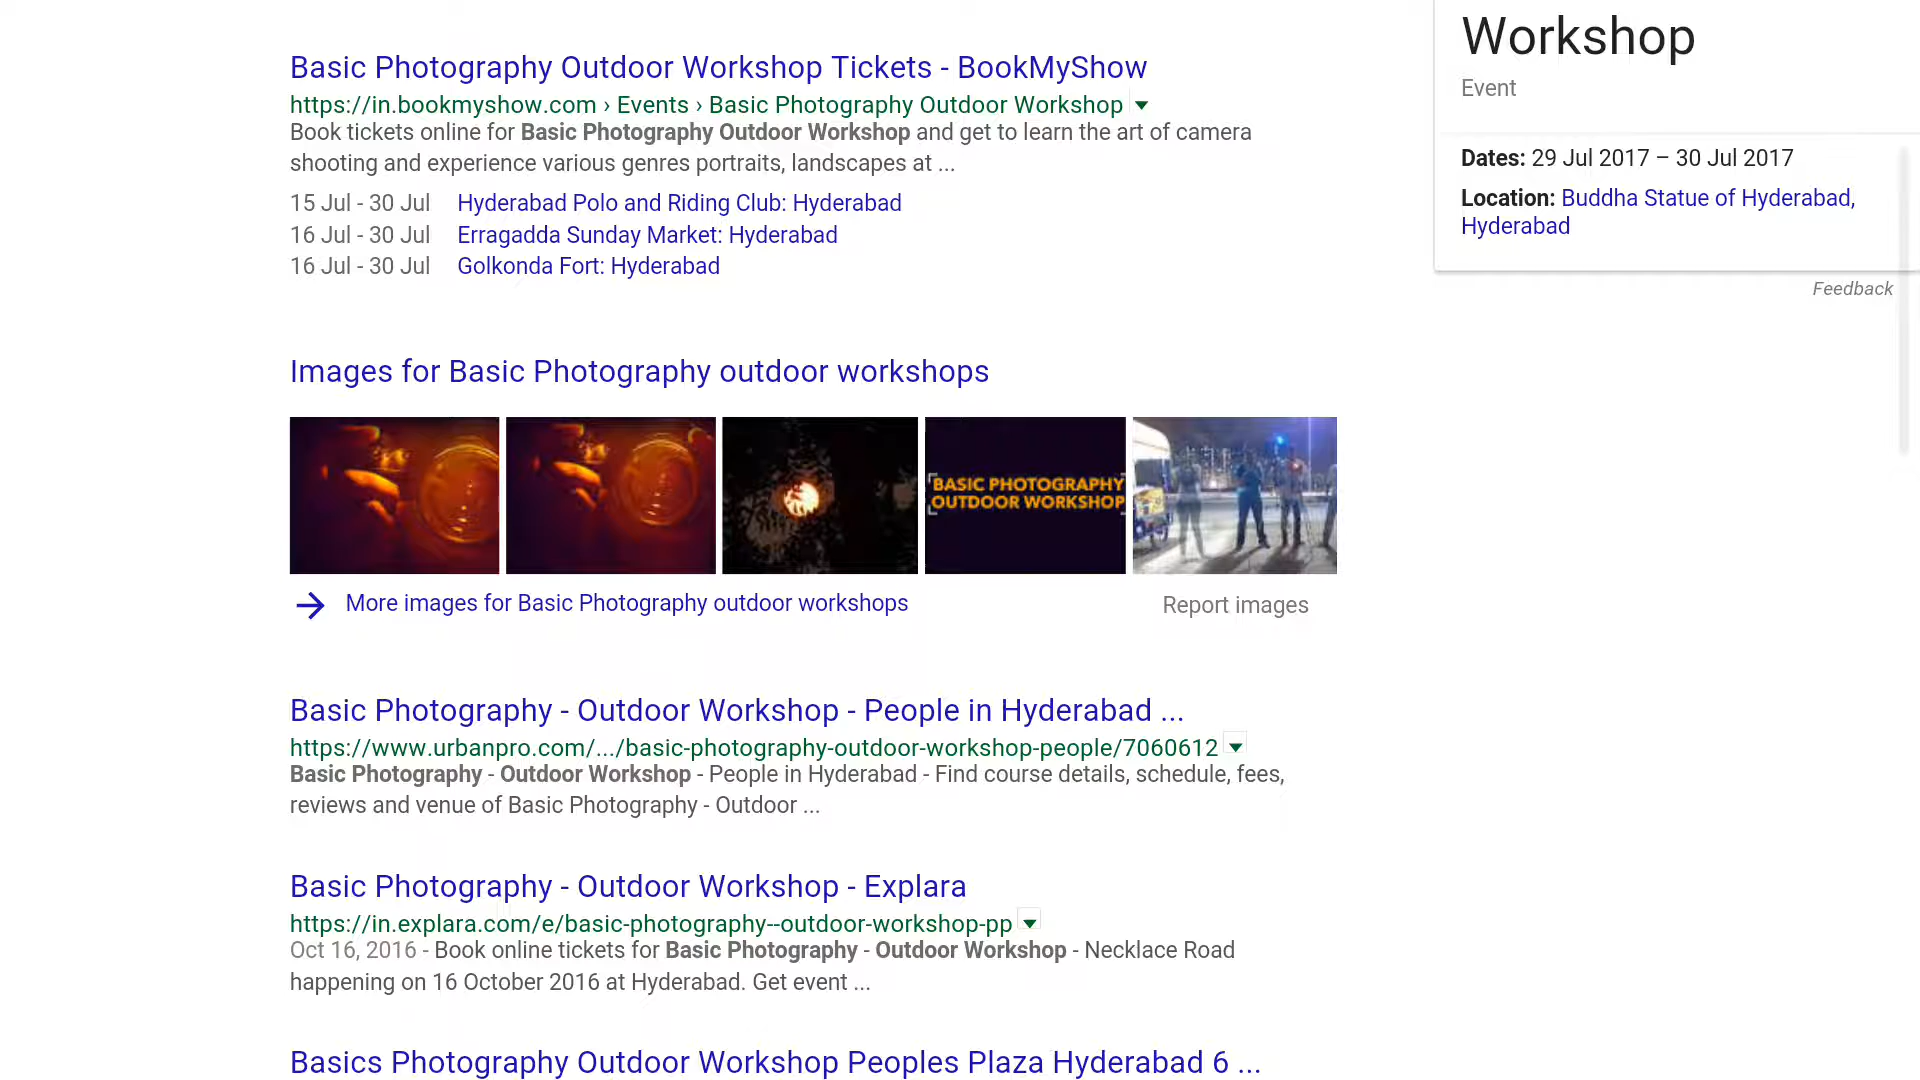 Basic Photography Outdoor Workshop Tickets - BookMyShow
https://in.bookmyshow.com › Events › Basic Photography Outdoor Workshop
Book tickets online for Basic Photography Outdoor Workshop and get to learn the art of camera
shooting and experience various genres portraits, landscapes at ...
15 Jul - 30 Jul Hyderabad Polo and Riding Club: Hyderabad
16 Jul - 30 Jul Erragadda Sunday Market: Hyderabad
16 Jul - 30 Jul Golkonda Fort: Hyderabad
Images for Basic Photography outdoor workshops
BASIC PHOTOGRAPHY
OUTDOOR WORKSHOP
More images for Basic Photography outdoor workshops
Report images
Basic Photography - Outdoor Workshop - People in Hyderabad ...
https://www.urbanpro.com/.../basic-photography-outdoor-workshop-people/7060612
Basic Photography - Outdoor Workshop - People in Hyderabad - Find course details, schedule, fees,
reviews and venue of Basic Photography - Outdoor ...
Basic Photography - Outdoor Workshop - Explara
https://in.explara.com/e/basic-photography--outdoor-workshop-pp
Oct 16, 2016 - Book online tickets for Basic Photography - Outdoor Workshop - Necklace Road
happening on 16 October 2016 at Hyderabad. Get event ...
Basics Photography Outdoor Workshop Peoples Plaza Hyderabad 6 ...
Workshop
Event
Dates: 29 Jul 2017 – 30 Jul 2017
Location: Buddha Statue of Hyderabad,
Hyderabad
Feedback